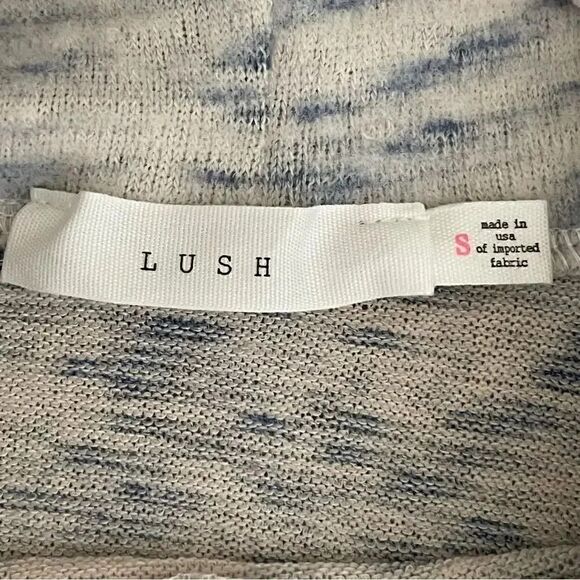 LUSH
S
made in
usa
of imported
fabric